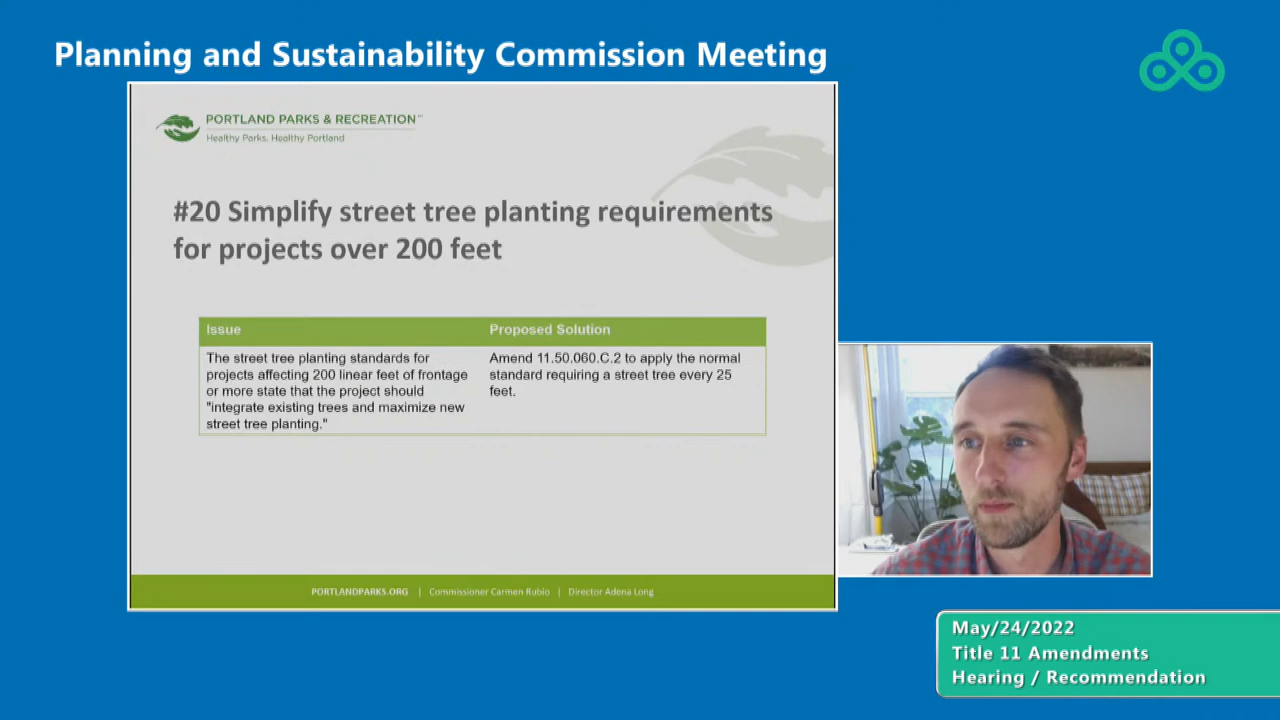 Planning and Sustainability Commission Meeting
PORTLAND PARKS & RECREATION
Healthy Parks, Healthy Portland
#20 Simplify street tree planting requirements
for projects over 200 feet
Issue
The street tree planting standards for
projects affecting 200 linear feet of frontage
or more state that the project should
"integrate existing trees and maximize new
street tree planting."
Proposed Solution
Amend 11.50.060.C.2 to apply the normal
standard requiring a street tree every 25
feet.
PORTLANDPARKS.ORG | Commissioner Carmen Rubio | Director Adena Long
May/24/2022
Title 11 Amendments
Hearing / Recommendation